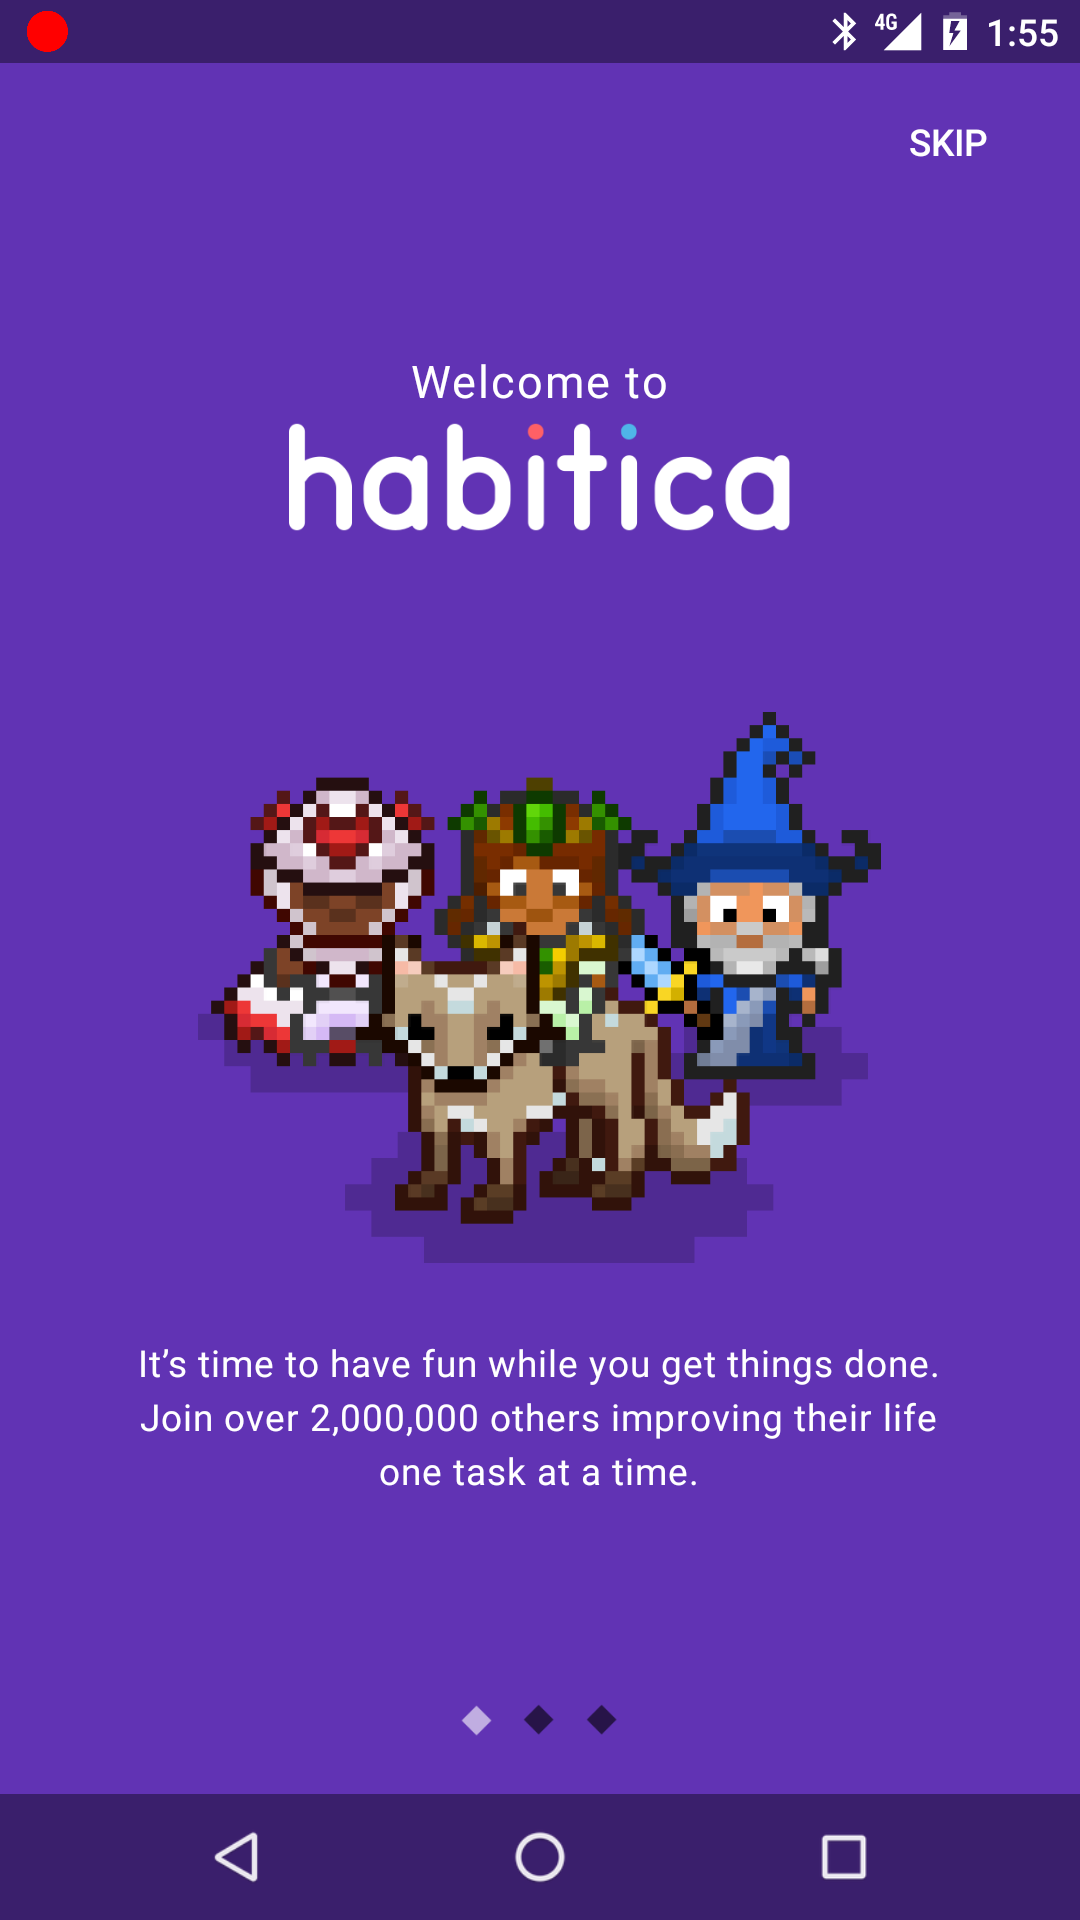 4G 1:55
SKIP
Welcome to
habitica
It’s time to have fun while you get things done.
Join over 2,000,000 others improving their life
one task at a time.